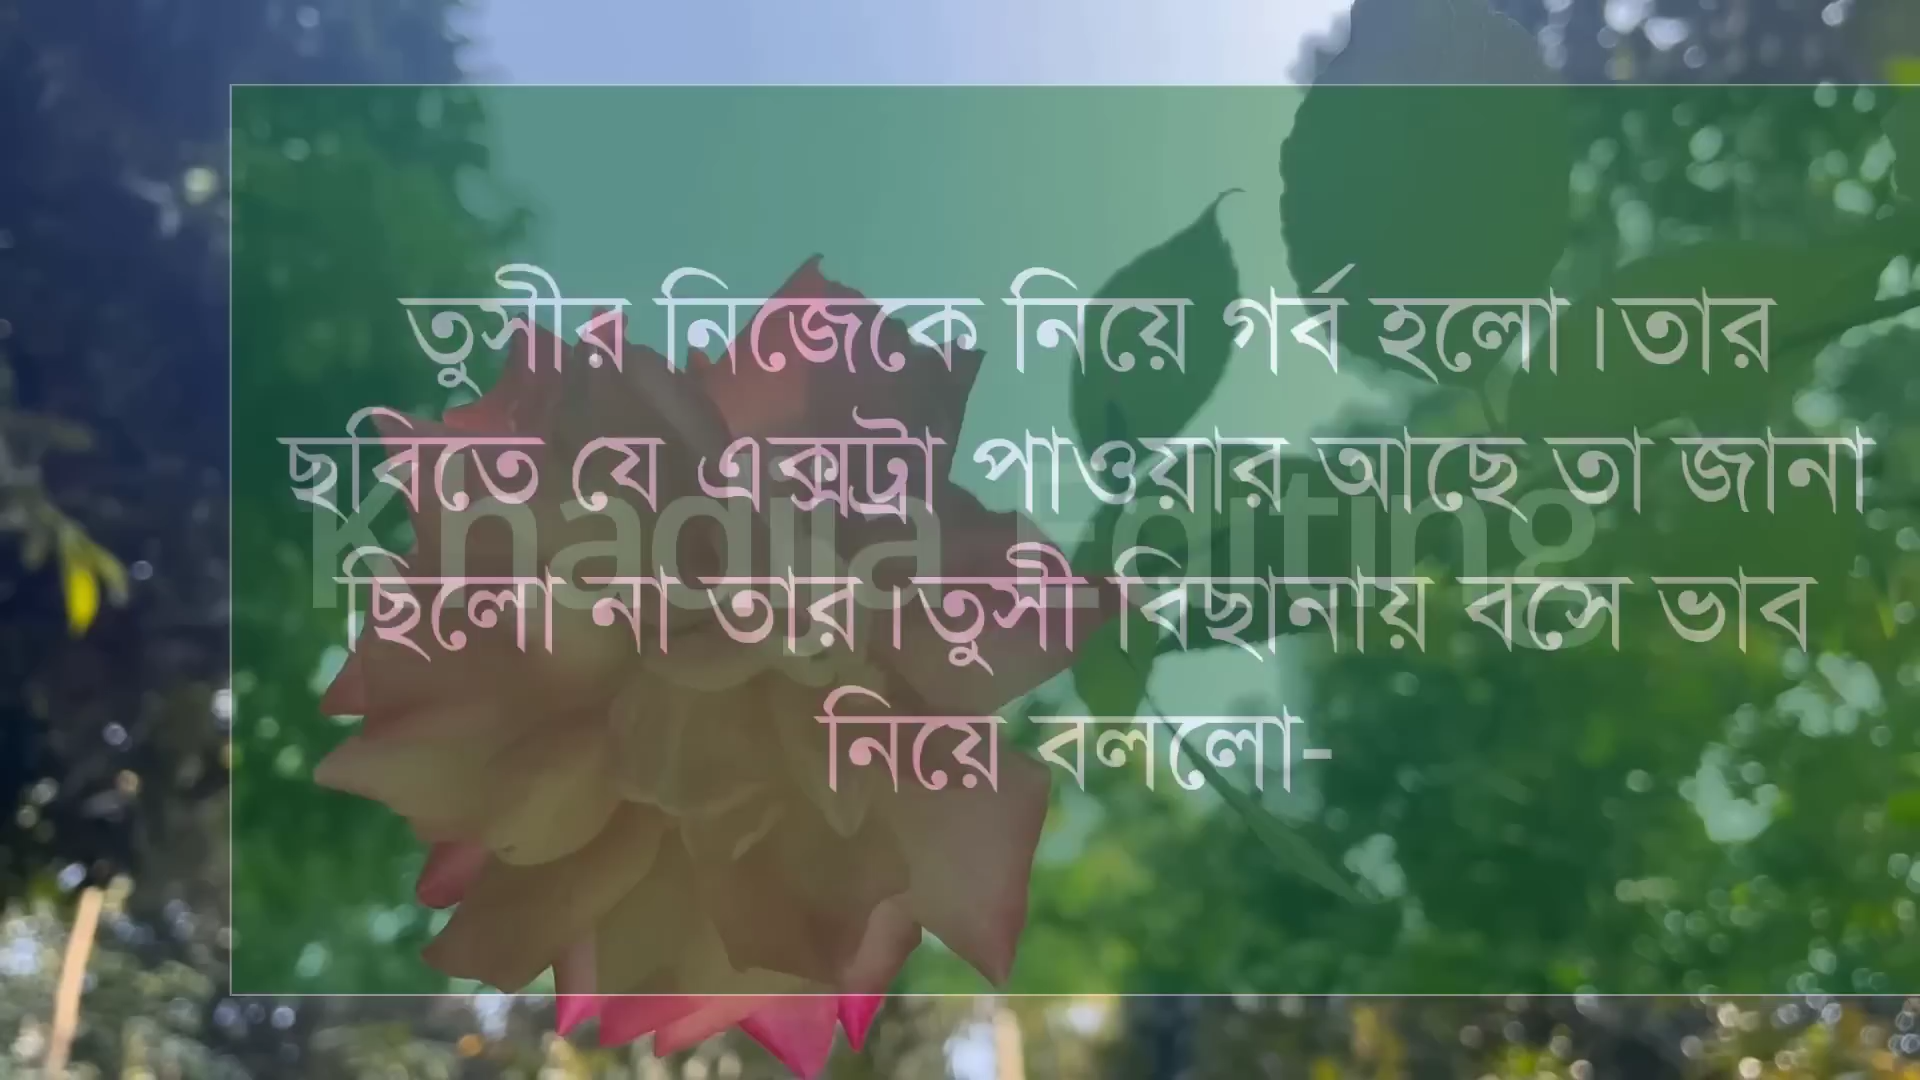 তুসীর নিজেকে নিয়ে গর্ব হলো।তার
ছবিতে যে এক্সট্রা পাওয়ার আছে তা জানা
Khadija Editing
ছিলো না তার।তুসী বিছানায় বসে ভাব
নিয়ে বললো-